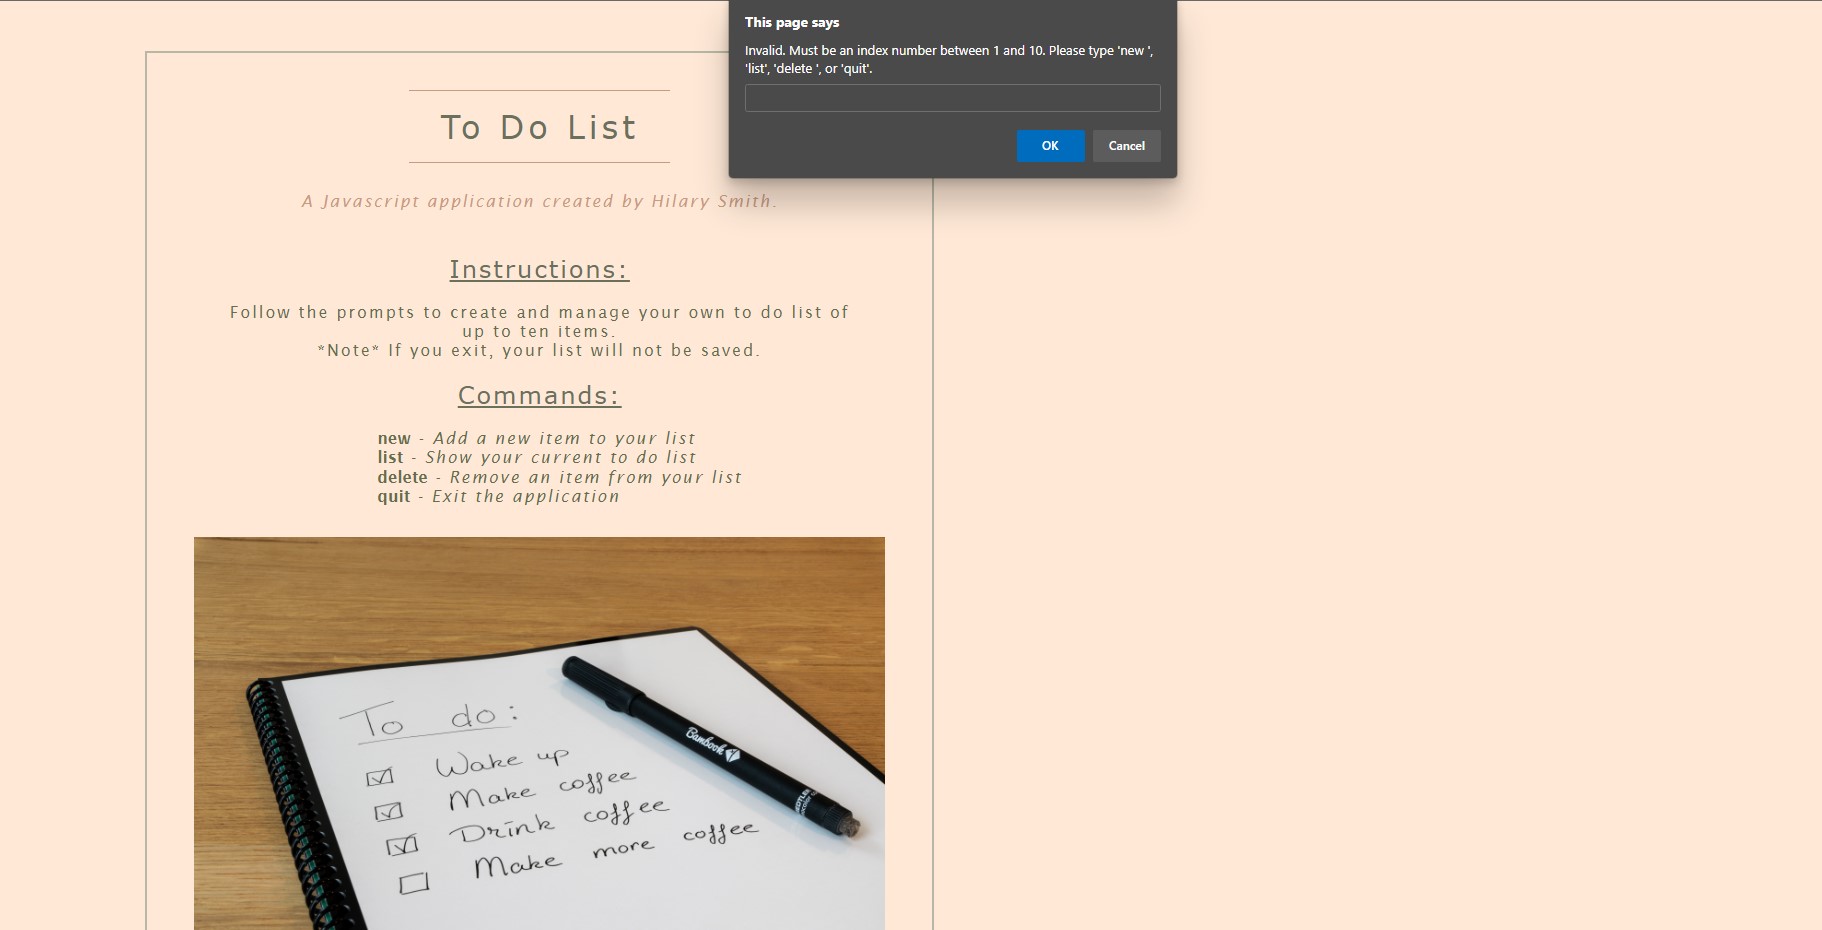 This page says
Invalid. Must be an index number between 1 and 10. Please type 'new ',
'list', 'delete ', or 'quit'.
OK
Cancel
To Do List
A Javascript application created by Hilary Smith.
Instructions:
Follow the prompts to create and manage your own to do list of
up to ten items.
*Note* If you exit, your list will not be saved.
Commands:
new - Add a new item to your list
list - Show your current to do list
delete - Remove an item from your list
quit - Exit the application
To do:
Wake up
Make coffee
Drink coffee
Make more coffee
Bambook